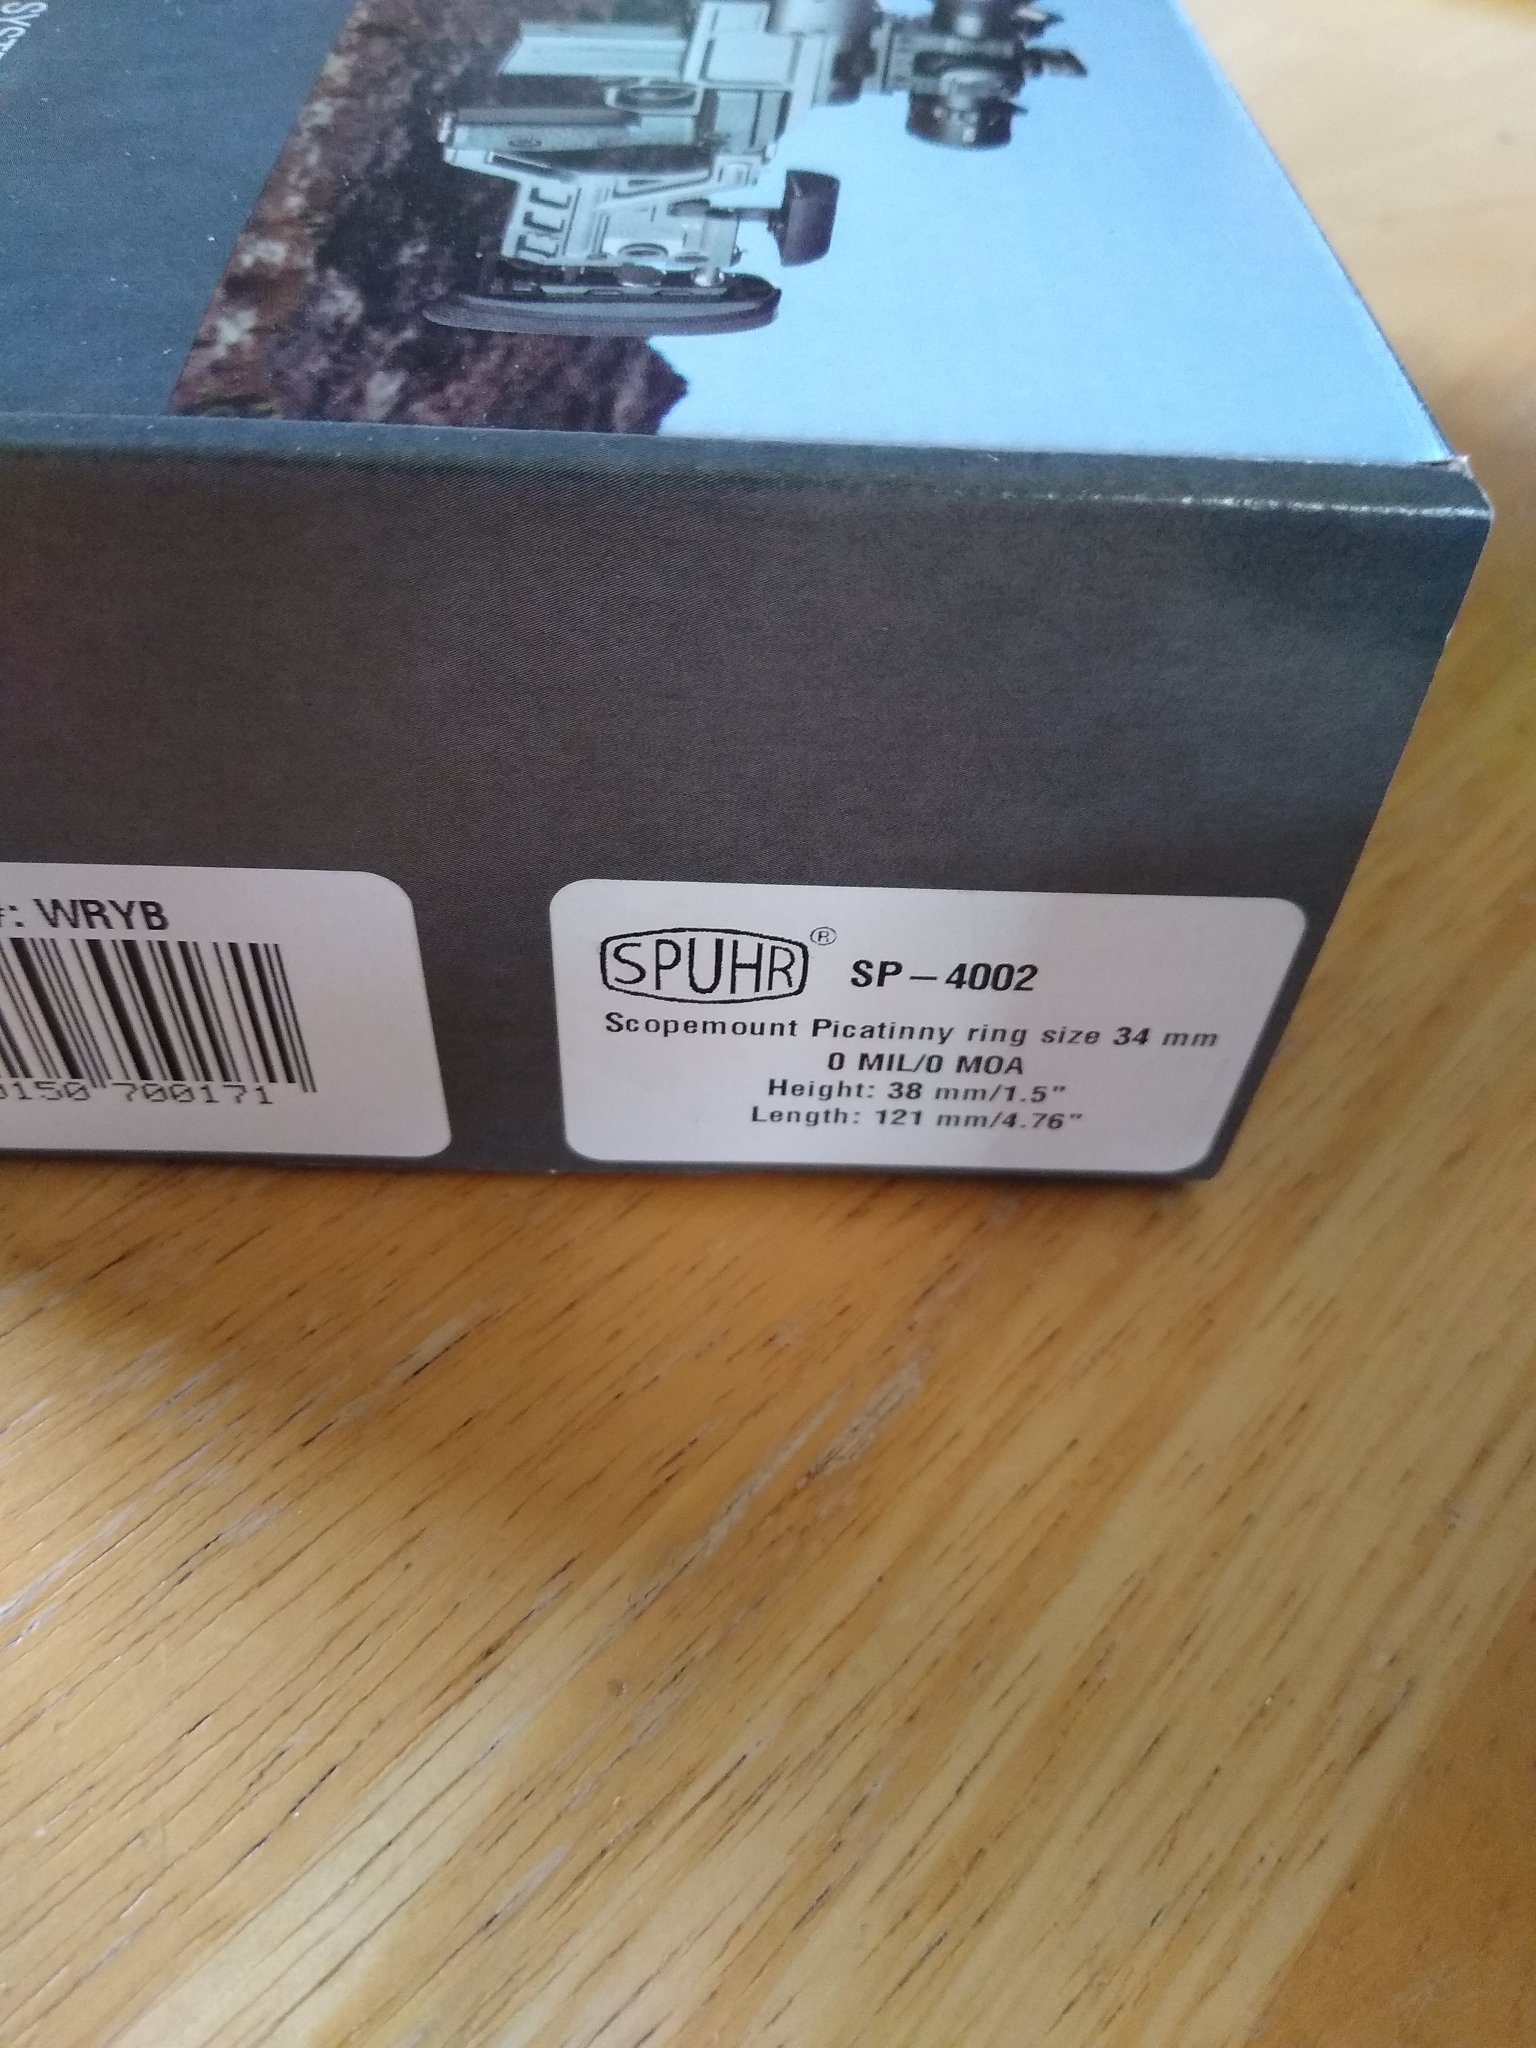 #: WRYB
0150 700171
SPUHR® SP-4002
Scopemount Picatinny ring size 34 mm
0 MIL/0 MOA
Height: 38 mm/1.5"
Length: 121 mm/4.76"